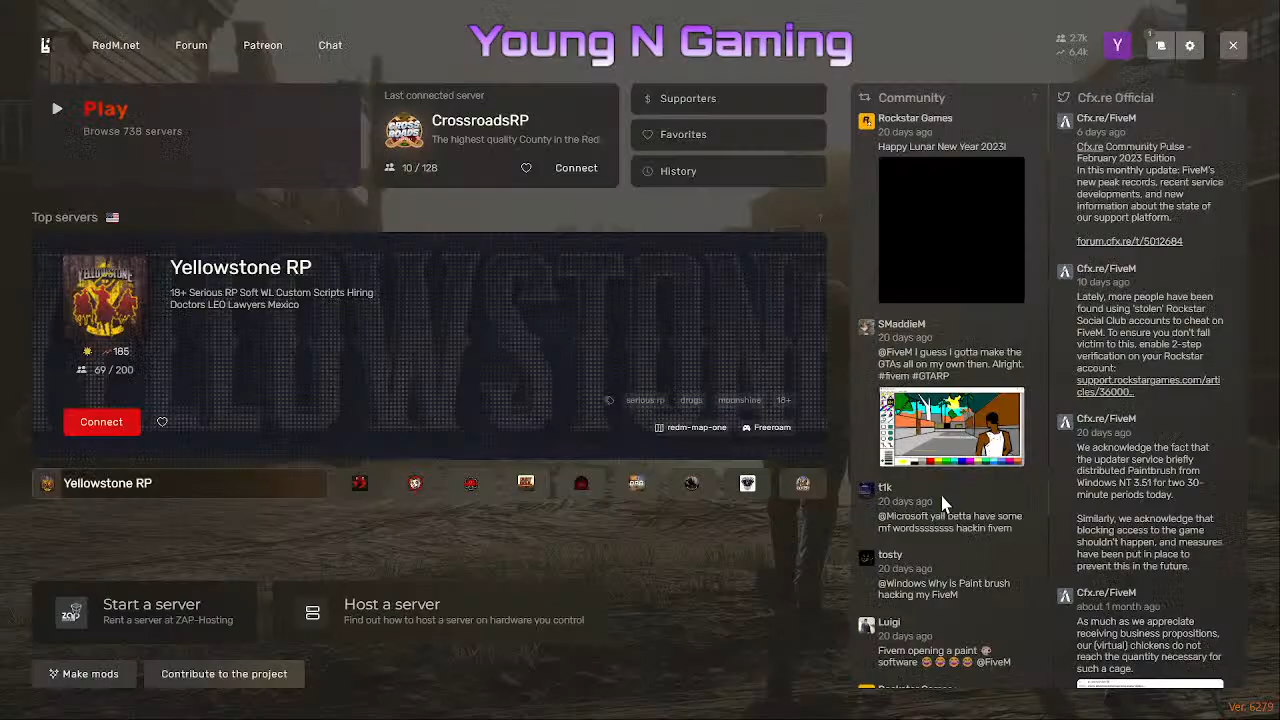 RedM.net
Forum
Patreon
Chat
Young N Gaming
2.7k
6.4k
Y
1
Play
Browse 738 servers
Last connected server
CROSS
ROADS
CrossroadsRP
The highest quality County in the Red
10 / 128
Connect
$ Supporters
Favorites
History
Top servers
?
YELLOWSTONE
Yellowstone RP
18+ Serious RP Soft WL Custom Scripts Hiring
Doctors LEO Lawyers Mexico
185
69 / 200
Connect
serious rp
drugs
moonshine
18+
redm-map-one
Freeroam
Yellowstone RP
ZAP
Start a server
Rent a server at ZAP-Hosting
Host a server
Find out how to host a server on hardware you control
Make mods
Contribute to the project
Community
?
Rockstar Games
20 days ago
Happy Lunar New Year 2023!
SMaddieM
20 days ago
@FiveM I guess I gotta make the
GTAs all on my own then. Alright.
#fivem #GTARP
t1k
20 days ago
@Microsoft yall betta have some
mf wordssssssss hackin fivem
tosty
20 days ago
@Windows Why is Paint brush
hacking my FiveM
Luigi
20 days ago
Fivem opening a paint
software 🤠🤠🤠🤠 @FiveM
Rockstar Games
Cfx.re Official
Cfx.re/FiveM
6 days ago
Cfx.re Community Pulse -
February 2023 Edition
In this monthly update: FiveM's
new peak records, recent service
developments, and new
information about the state of
our support platform.
forum.cfx.re/t/5012684
Cfx.re/FiveM
10 days ago
Lately, more people have been
found using 'stolen' Rockstar
Social Club accounts to cheat on
FiveM. To ensure you don't fall
victim to this, enable 2-step
verification on your Rockstar
account:
support.rockstargames.com/arti
cles/36000…
Cfx.re/FiveM
20 days ago
We acknowledge the fact that
the updater service briefly
distributed Paintbrush from
Windows NT 3.51 for two 30-
minute periods today.
Similarly, we acknowledge that
blocking access to the game
shouldn't happen, and measures
have been put in place to
prevent this in the future.
Cfx.re/FiveM
about 1 month ago
As much as we appreciate
receiving business propositions,
our (virtual) chickens do not
reach the quantity necessary for
such a cage.
Ver. 6279